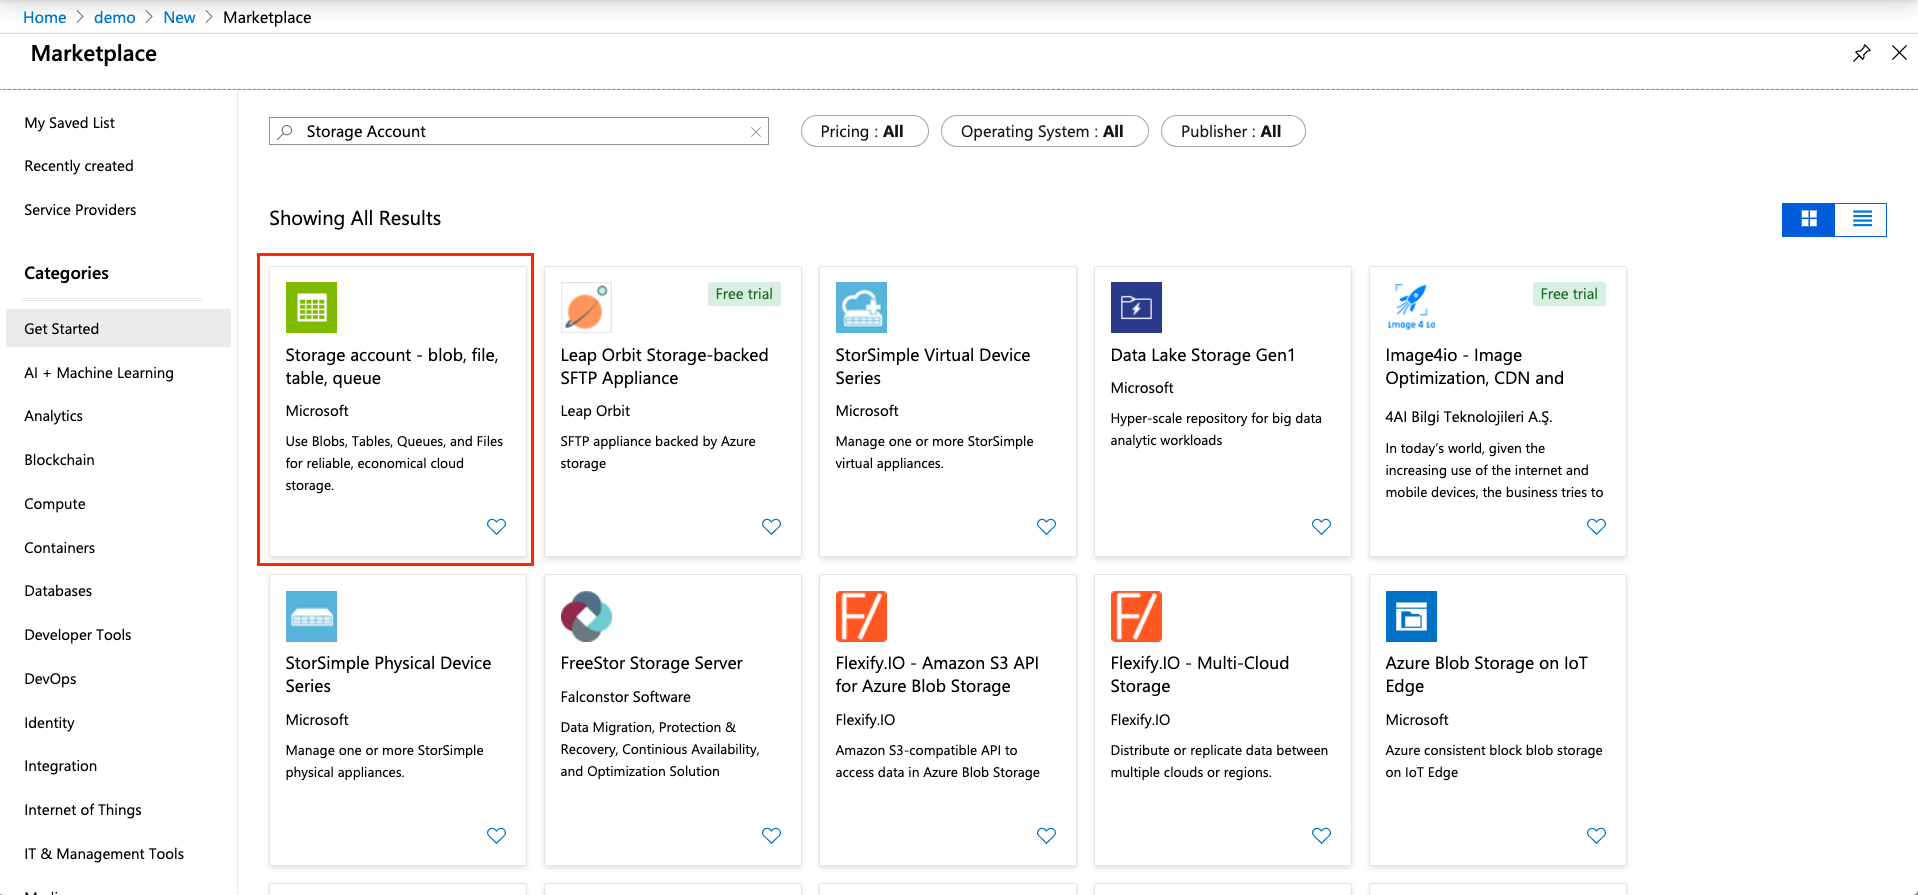 Home > demo > New > Marketplace
Marketplace
My Saved List
Recently created
Service Providers
Categories
Get Started
AI + Machine Learning
Analytics
Blockchain
Compute
Containers
Databases
Developer Tools
DevOps
Identity
Integration
Internet of Things
IT & Management Tools
Storage Account
Pricing : All
Operating System : All
Publisher : All
Showing All Results
Storage account - blob, file,
table, queue
Microsoft
Use Blobs, Tables, Queues, and Files
for reliable, economical cloud
storage.
Free trial
Leap Orbit Storage-backed
SFTP Appliance
Leap Orbit
SFTP appliance backed by Azure
storage
StorSimple Virtual Device
Series
Microsoft
Manage one or more StorSimple
virtual appliances.
Data Lake Storage Gen1
Microsoft
Hyper-scale repository for big data
analytic workloads
image 4 io
Free trial
Image4io - Image
Optimization, CDN and
4AI Bilgi Teknolojileri A.Ş.
In today's world, given the
increasing use of the internet and
mobile devices, the business tries to
StorSimple Physical Device
Series
Microsoft
Manage one or more StorSimple
physical appliances.
FreeStor Storage Server
Falconstor Software
Data Migration, Protection &
Recovery, Continious Availability,
and Optimization Solution
F/
Flexify.IO - Amazon S3 API
for Azure Blob Storage
Flexify.IO
Amazon S3-compatible API to
access data in Azure Blob Storage
F/
Flexify.IO - Multi-Cloud
Storage
Flexify.IO
Distribute or replicate data between
multiple clouds or regions.
Azure Blob Storage on IoT
Edge
Microsoft
Azure consistent block blob storage
on IoT Edge